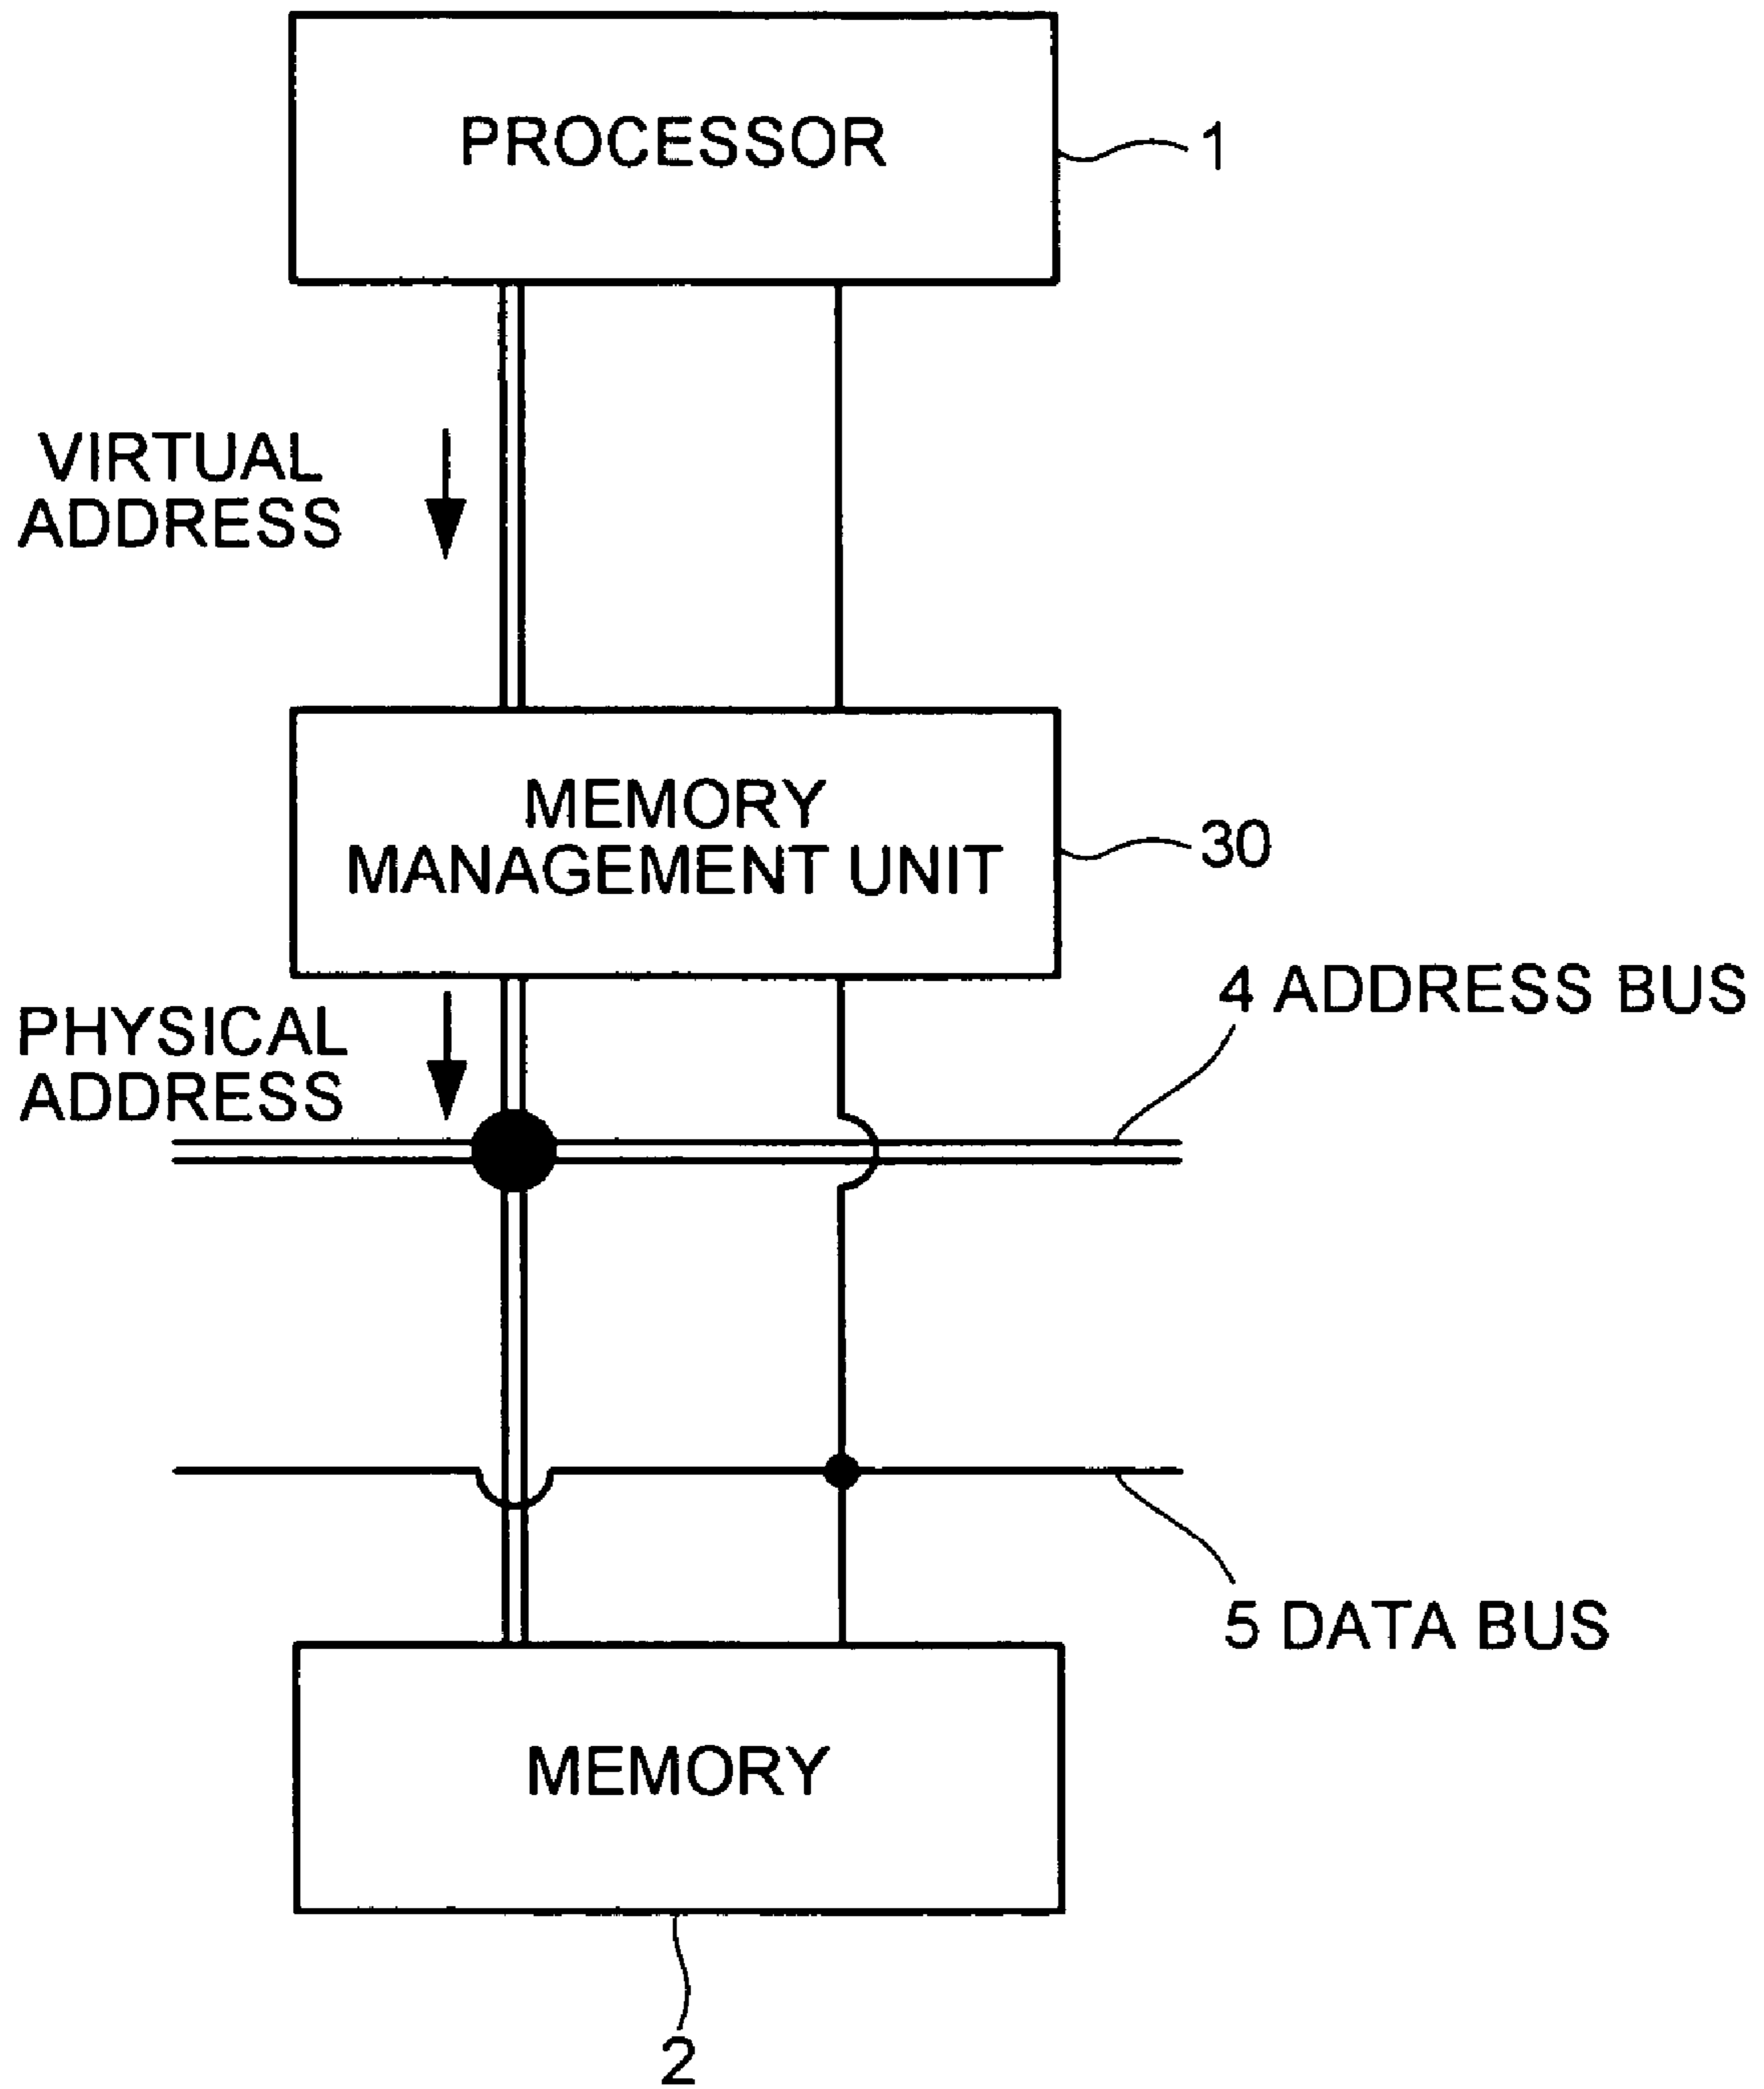 PROCESSOR
1
VIRTUAL
ADDRESS
MEMORY
MANAGEMENT UNIT
30
4 ADDRESS BUS
PHYSICAL
ADDRESS
5 DATA BUS
MEMORY
2